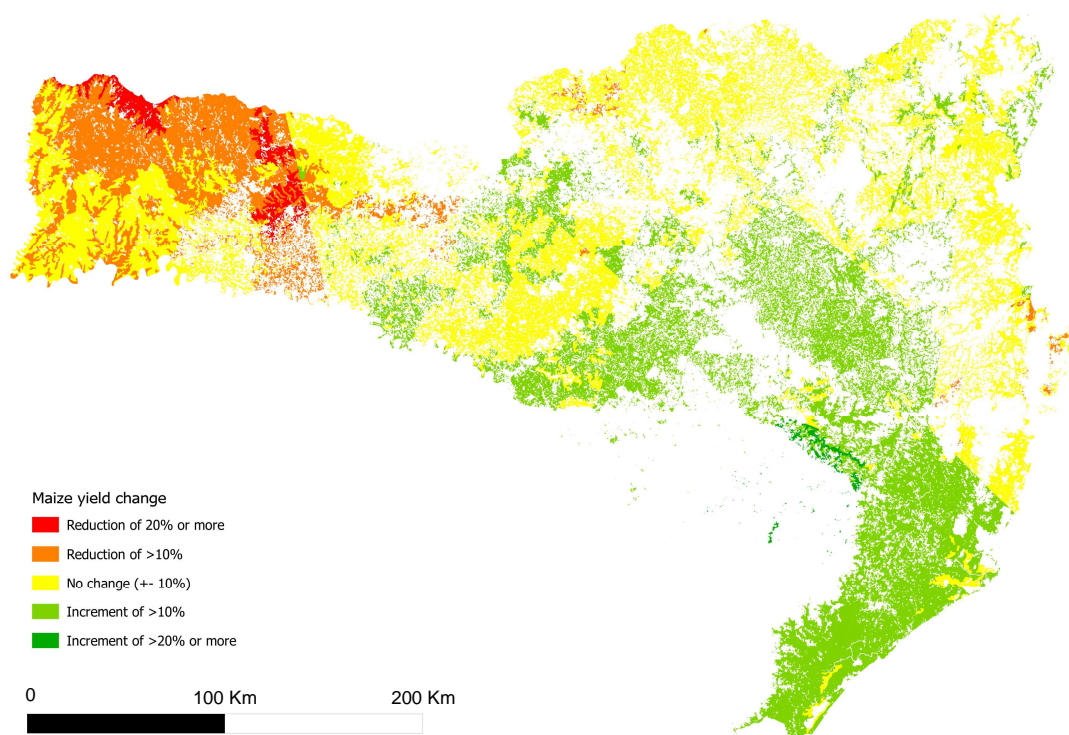 Maize yield change
Reduction of 20% or more
Reduction of >10%
No change (+- 10%)
Increment of >10%
Increment of >20% or more
0 100 Km 200 Km